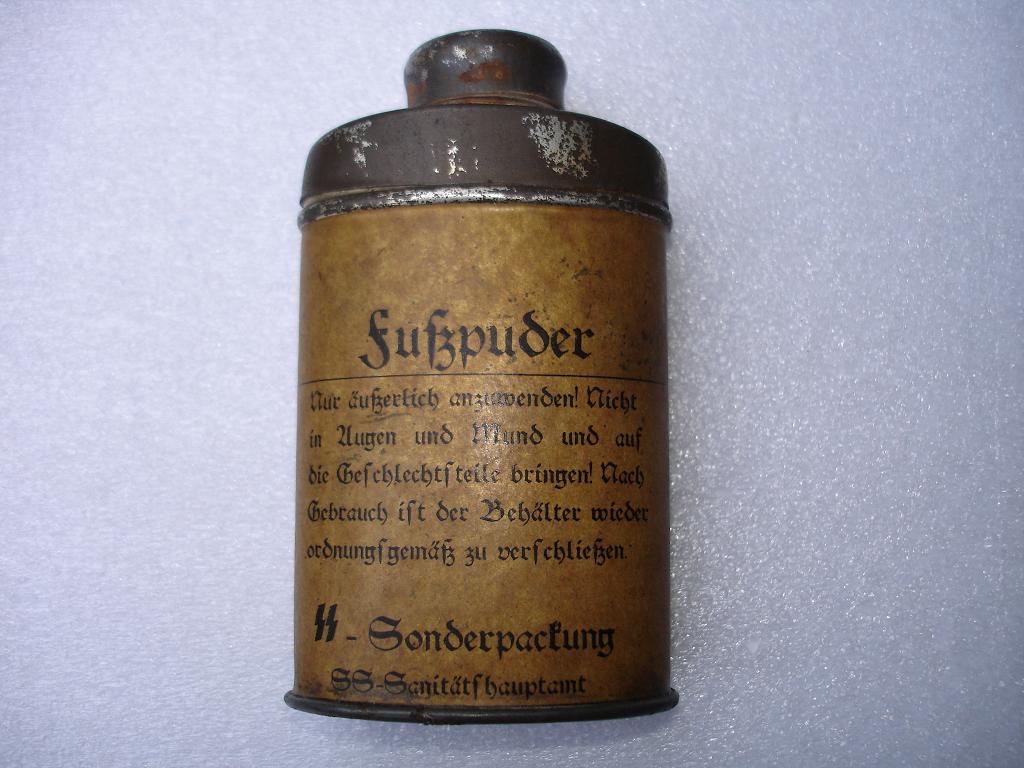 Fußpuder
Nur äußerlich anzuwenden! Nicht
in Augen und Mund und auf
die Geschlechtsteile bringen! Nach
Gebrauch ist der Behälter wieder
ordnungsgemäß zu verschließen.
SS-Sonderpackung
SS-Sanitätshauptamt